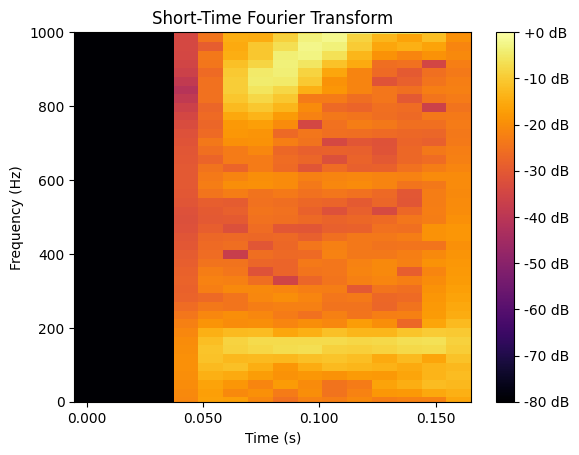 Short-Time Fourier Transform
Frequency (Hz)
1000
800
600
400
200
0
0.000
0.050
0.100
0.150
Time (s)
+0 dB
-10 dB
-20 dB
-30 dB
-40 dB
-50 dB
-60 dB
-70 dB
-80 dB